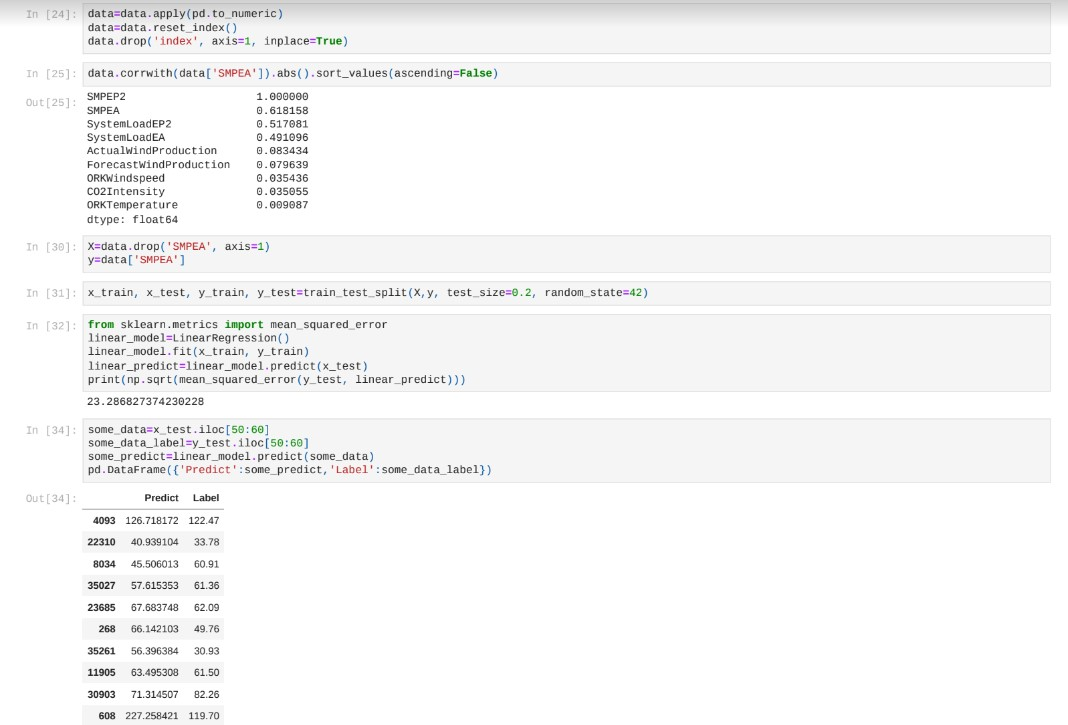 In [24]: data=data.apply(pd.to_numeric)
data=data.reset_index()
data.drop('index', axis=1, inplace=True)
In [25]: data.corrwith(data['SMPEA']).abs().sort_values(ascending=False)
Out[25]: SMPEP2 1.000000
SMPEA 0.618158
SystemLoadEP2 0.517081
SystemLoadEA 0.491096
ActualWindProduction 0.083434
ForecastWindProduction 0.079639
ORKWindspeed 0.035436
CO2Intensity 0.035055
ORKTemperature 0.009087
dtype: float64
In [30]: X=data.drop('SMPEA', axis=1)
y=data['SMPEA']
In [31]: x_train, x_test, y_train, y_test=train_test_split(X,y, test_size=0.2, random_state=42)
In [32]: from sklearn.metrics import mean_squared_error
linear_model=LinearRegression()
linear_model.fit(x_train, y_train)
linear_predict=linear_model.predict(x_test)
print(np.sqrt(mean_squared_error(y_test, linear_predict)))
23.286827374230228
In [34]: some_data=x_test.iloc[50:60]
some_data_label=y_test.iloc[50:60]
some_predict=linear_model.predict(some_data)
pd.DataFrame({'Predict':some_predict,'Label':some_data_label})
Out[34]: Predict Label
4093 126.718172 122.47
22310 40.939104 33.78
8034 45.506013 60.91
35027 57.615353 61.36
23685 67.683748 62.09
268 66.142103 49.76
35261 56.396384 30.93
11905 63.495308 61.50
30903 71.314507 82.26
608 227.258421 119.70